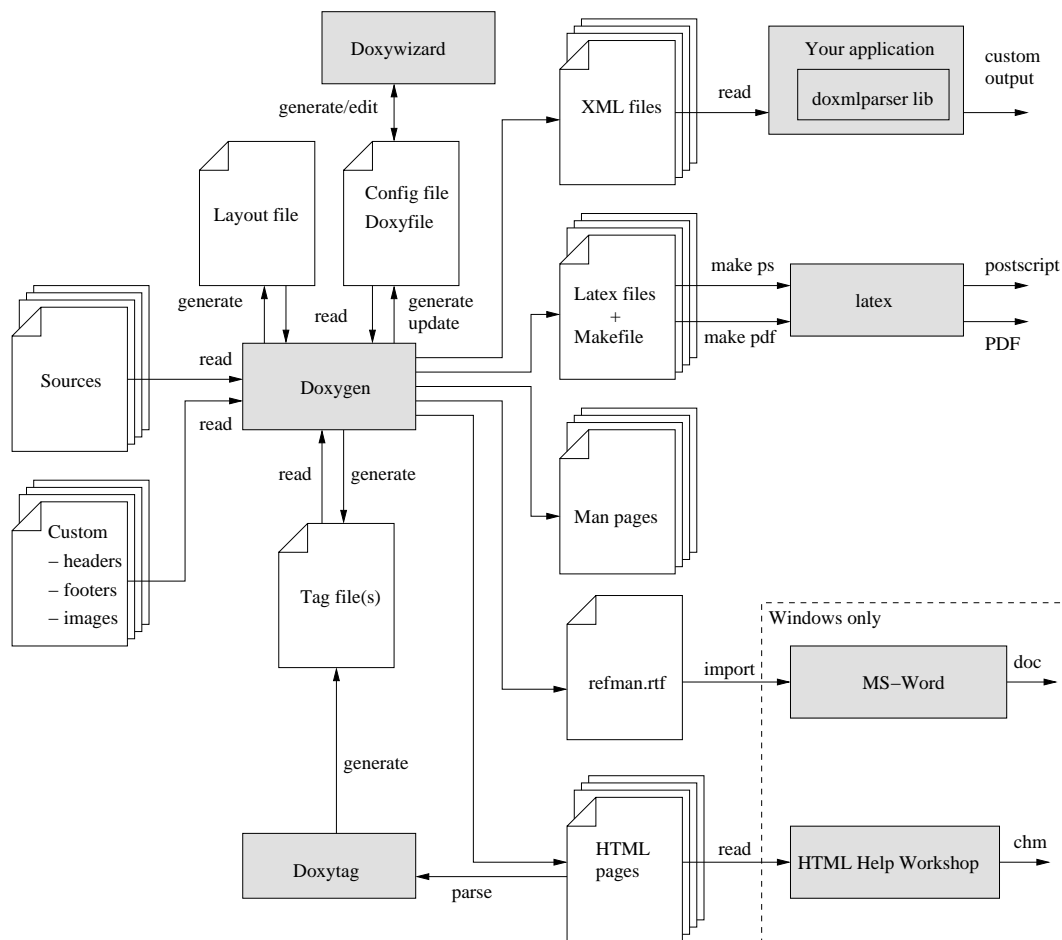 Doxywizard
Your application
doxmlparser lib
custom
output
XML files
read
generate/edit
Layout file
Config file
Doxyfile
generate
read
generate
update
Latex files
+
Makefile
make ps
make pdf
latex
postscript
PDF
Sources
read
Doxygen
read
read
generate
Man pages
Custom
– headers
– footers
– images
Tag file(s)
Windows only
refman.rtf
import
MS–Word
doc
generate
Doxytag
parse
HTML
pages
read
HTML Help Workshop
chm